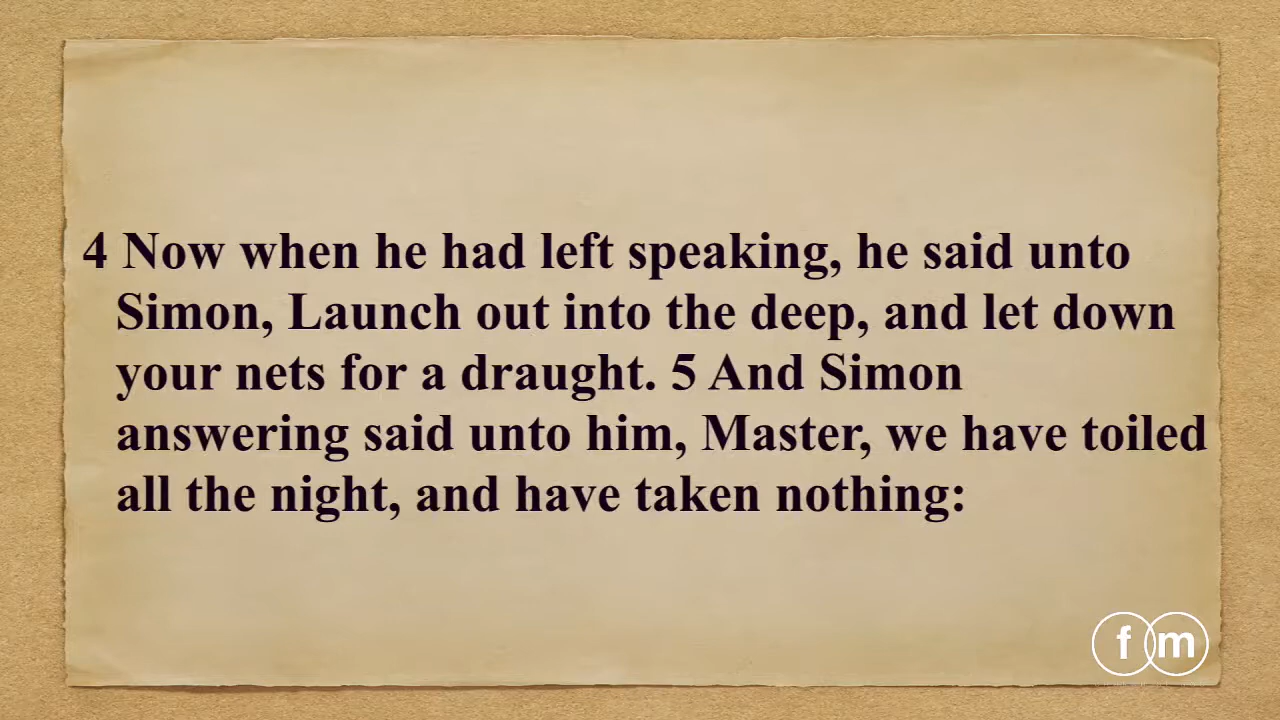 4 Now when he had left speaking, he said unto
Simon, Launch out into the deep, and let down
your nets for a draught. 5 And Simon
answering said unto him, Master, we have toiled
all the night, and have taken nothing:
fm